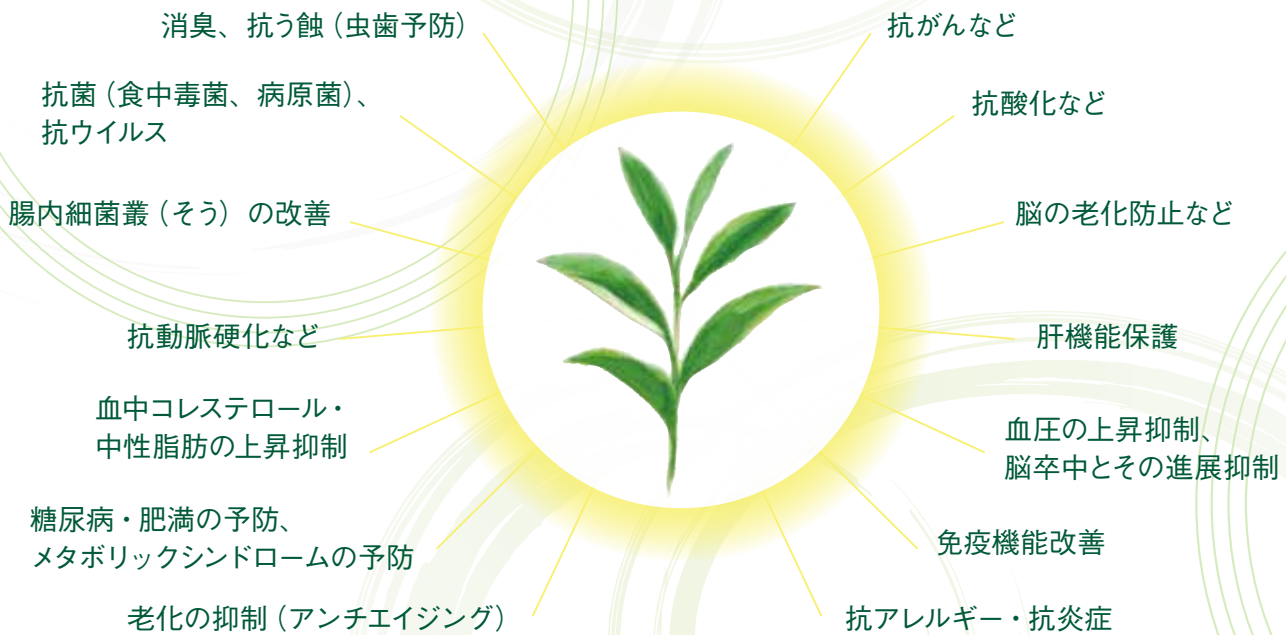 消臭、抗う蝕（虫歯予防）
抗菌（食中毒菌、病原菌）、
抗ウイルス
腸内細菌叢（そう）の改善
抗動脈硬化など
血中コレステロール・
中性脂肪の上昇抑制
糖尿病・肥満の予防、
メタボリックシンドロームの予防
老化の抑制（アンチエイジング）
抗がんなど
抗酸化など
脳の老化防止など
肝機能保護
血圧の上昇抑制、
脳卒中とその進展抑制
免疫機能改善
抗アレルギー・抗炎症